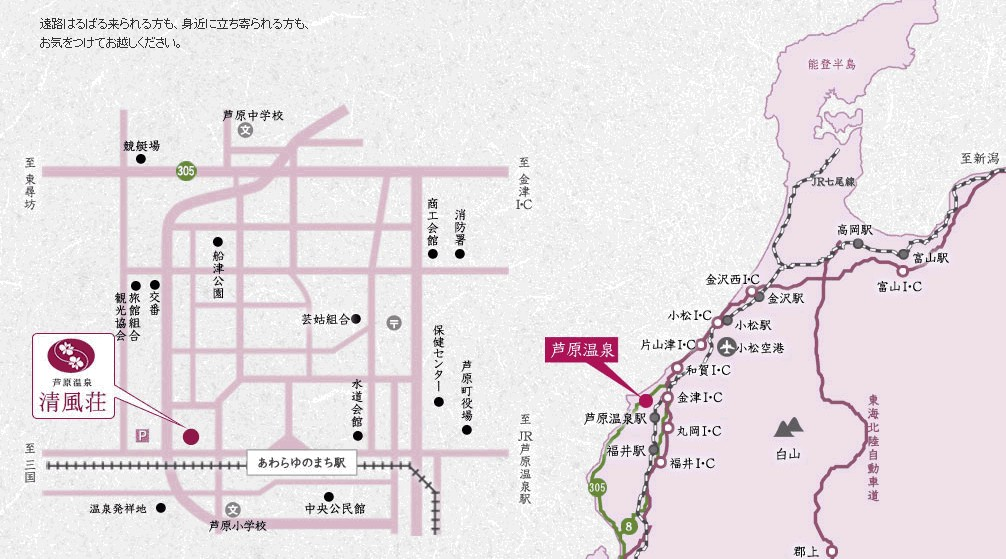 遠路はるばる来られる方も、身近に立ち寄られる方も、
お気をつけてお越しください。
芦原中学校
文
競艇場
305
至東尋坊
至金津I・C
商工会館
消防署
船津公園
旅館組合
観光協会
交番
芸妓組合
〒
保健センター
芦原町役場
水道会館
芦原温泉
清風荘
P
至三国
あわらゆのまち駅
至JR芦原温泉駅
温泉発祥地
文
芦原小学校
中央公民館
能登半島
至新潟
JR七尾線
高岡駅
富山駅
富山I・C
金沢西I・C
金沢駅
小松I・C
小松駅
片山津I・C
小松空港
芦原温泉
和賀I・C
金津I・C
芦原温泉駅
丸岡I・C
福井駅
福井I・C
305
8
白山
東海北陸自動車道
郡上